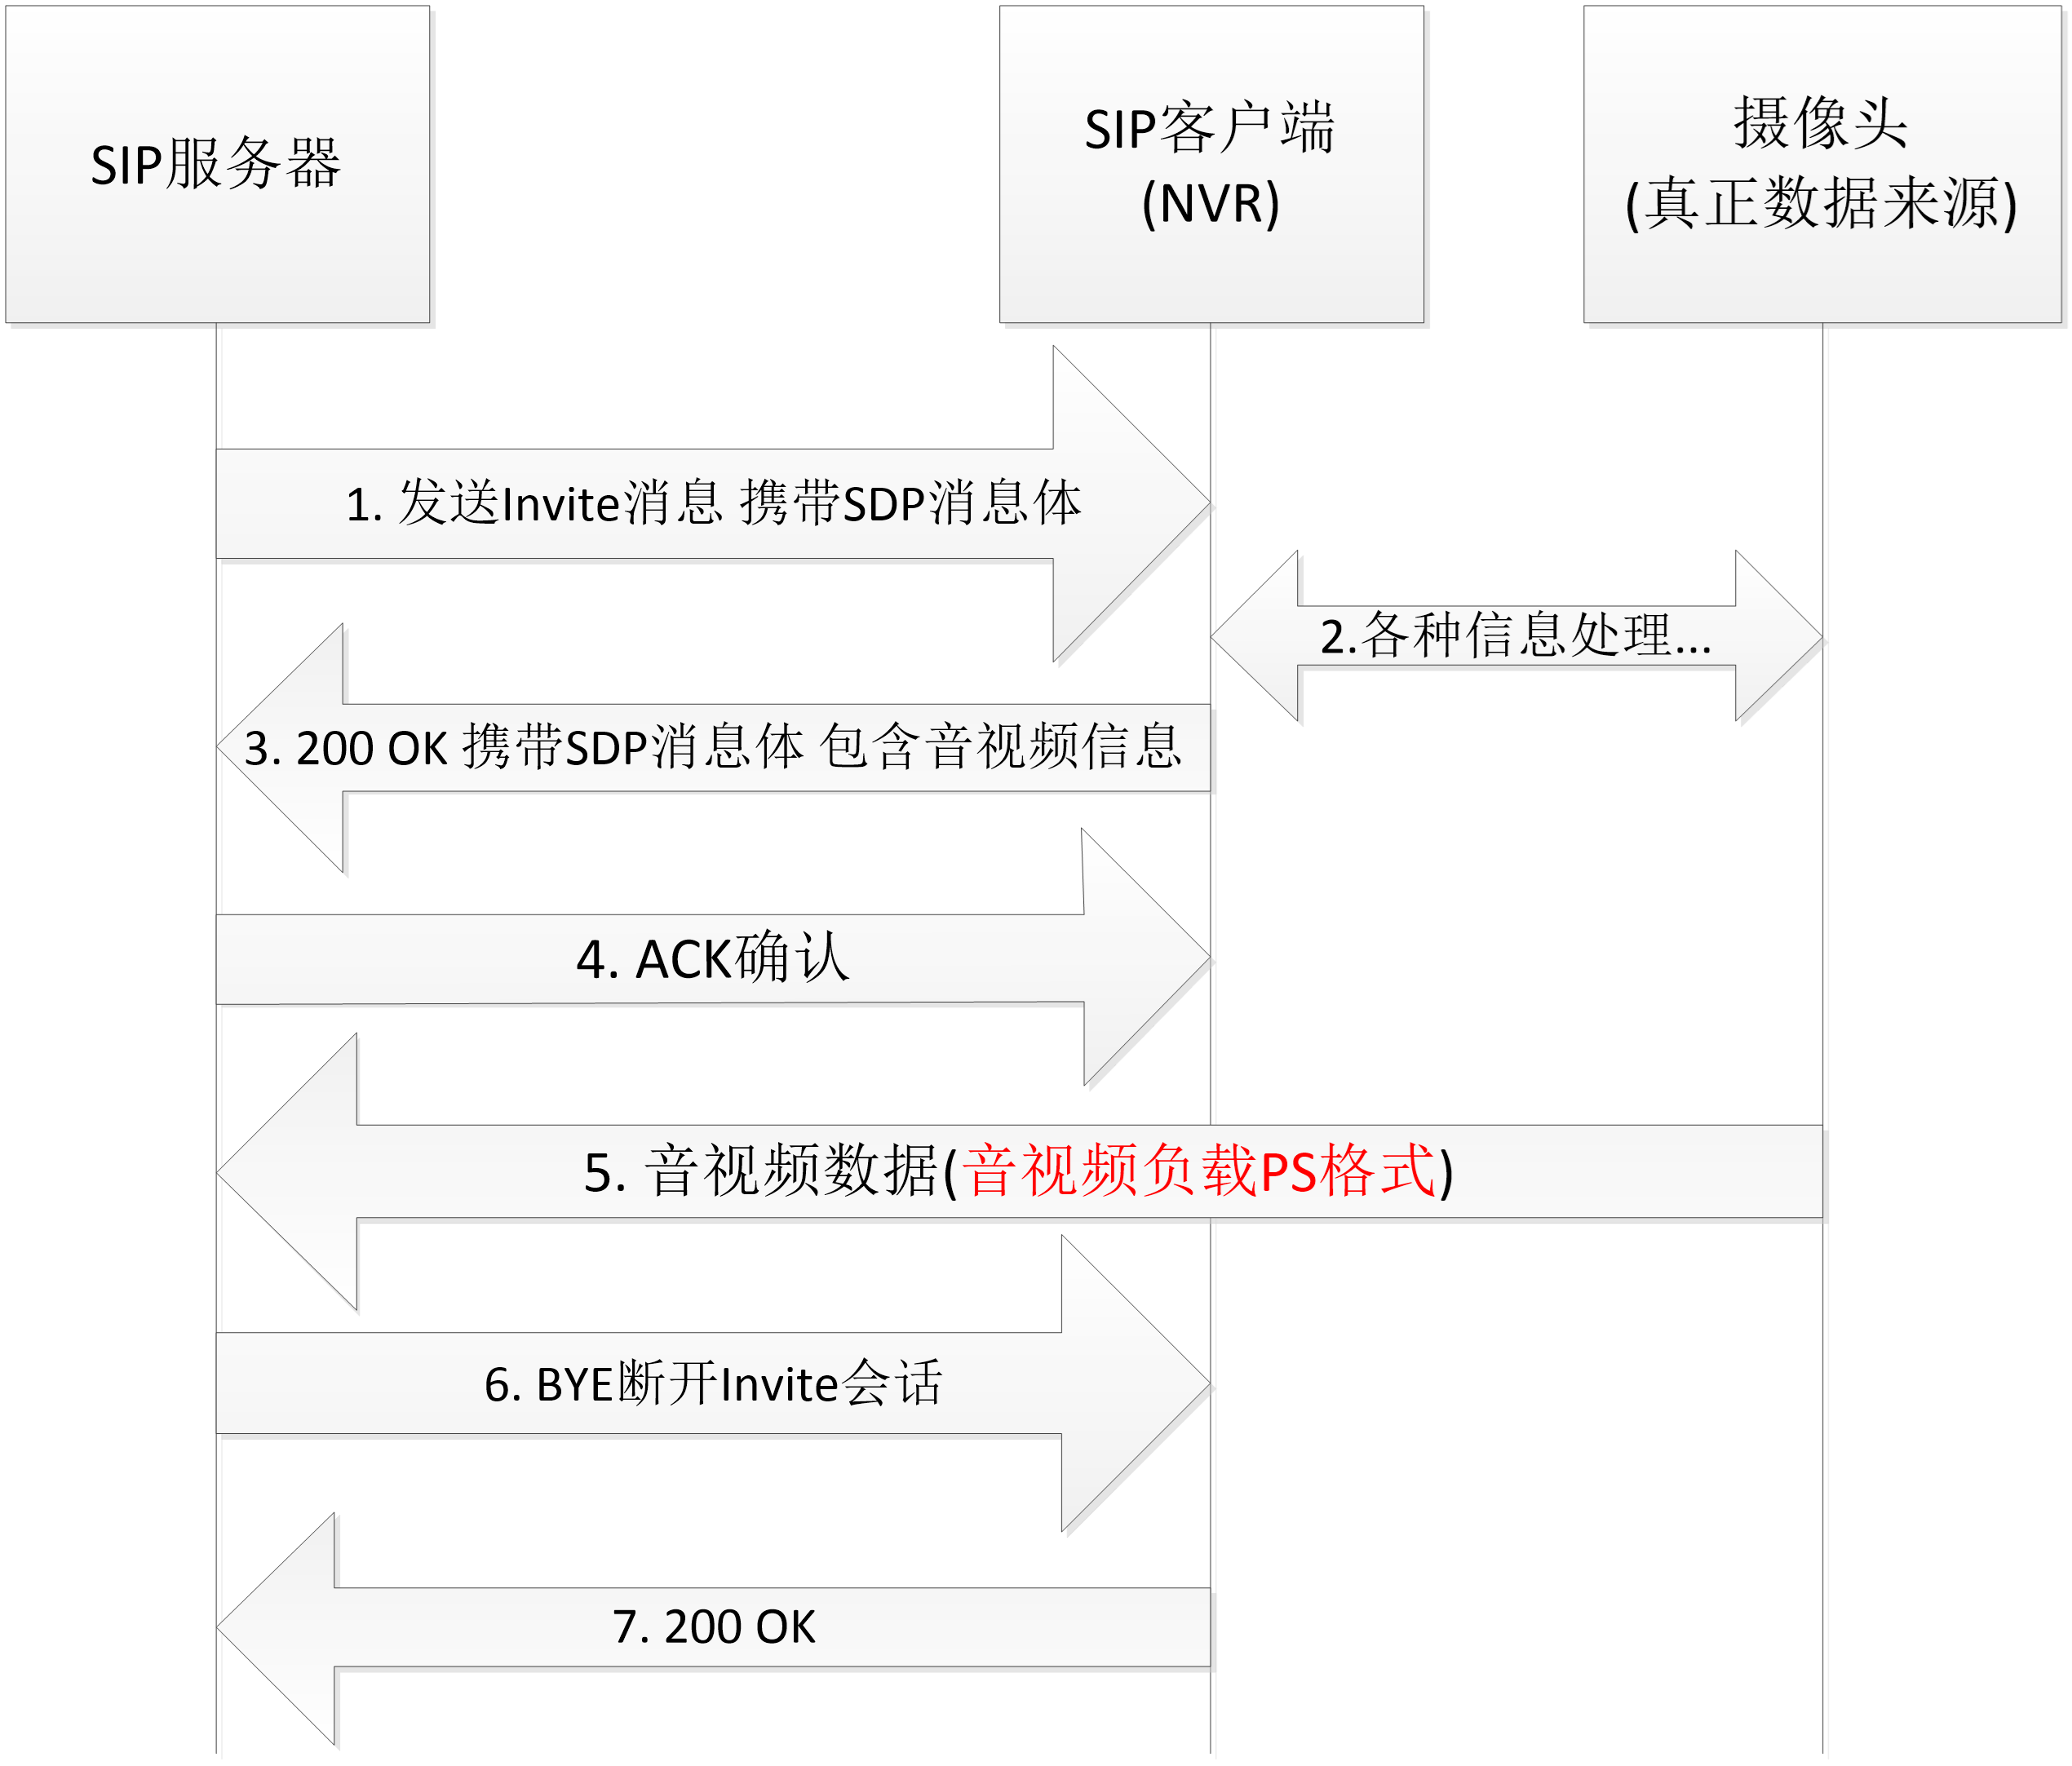 SIP服务器
SIP客户端
(NVR)
摄像头
(真正数据来源)
1. 发送Invite消息 携带SDP消息体
2.各种信息处理...
3. 200 OK 携带SDP消息体 包含音视频信息
4. ACK确认
5. 音视频数据(音视频负载PS格式)
6. BYE断开Invite会话
7. 200 OK